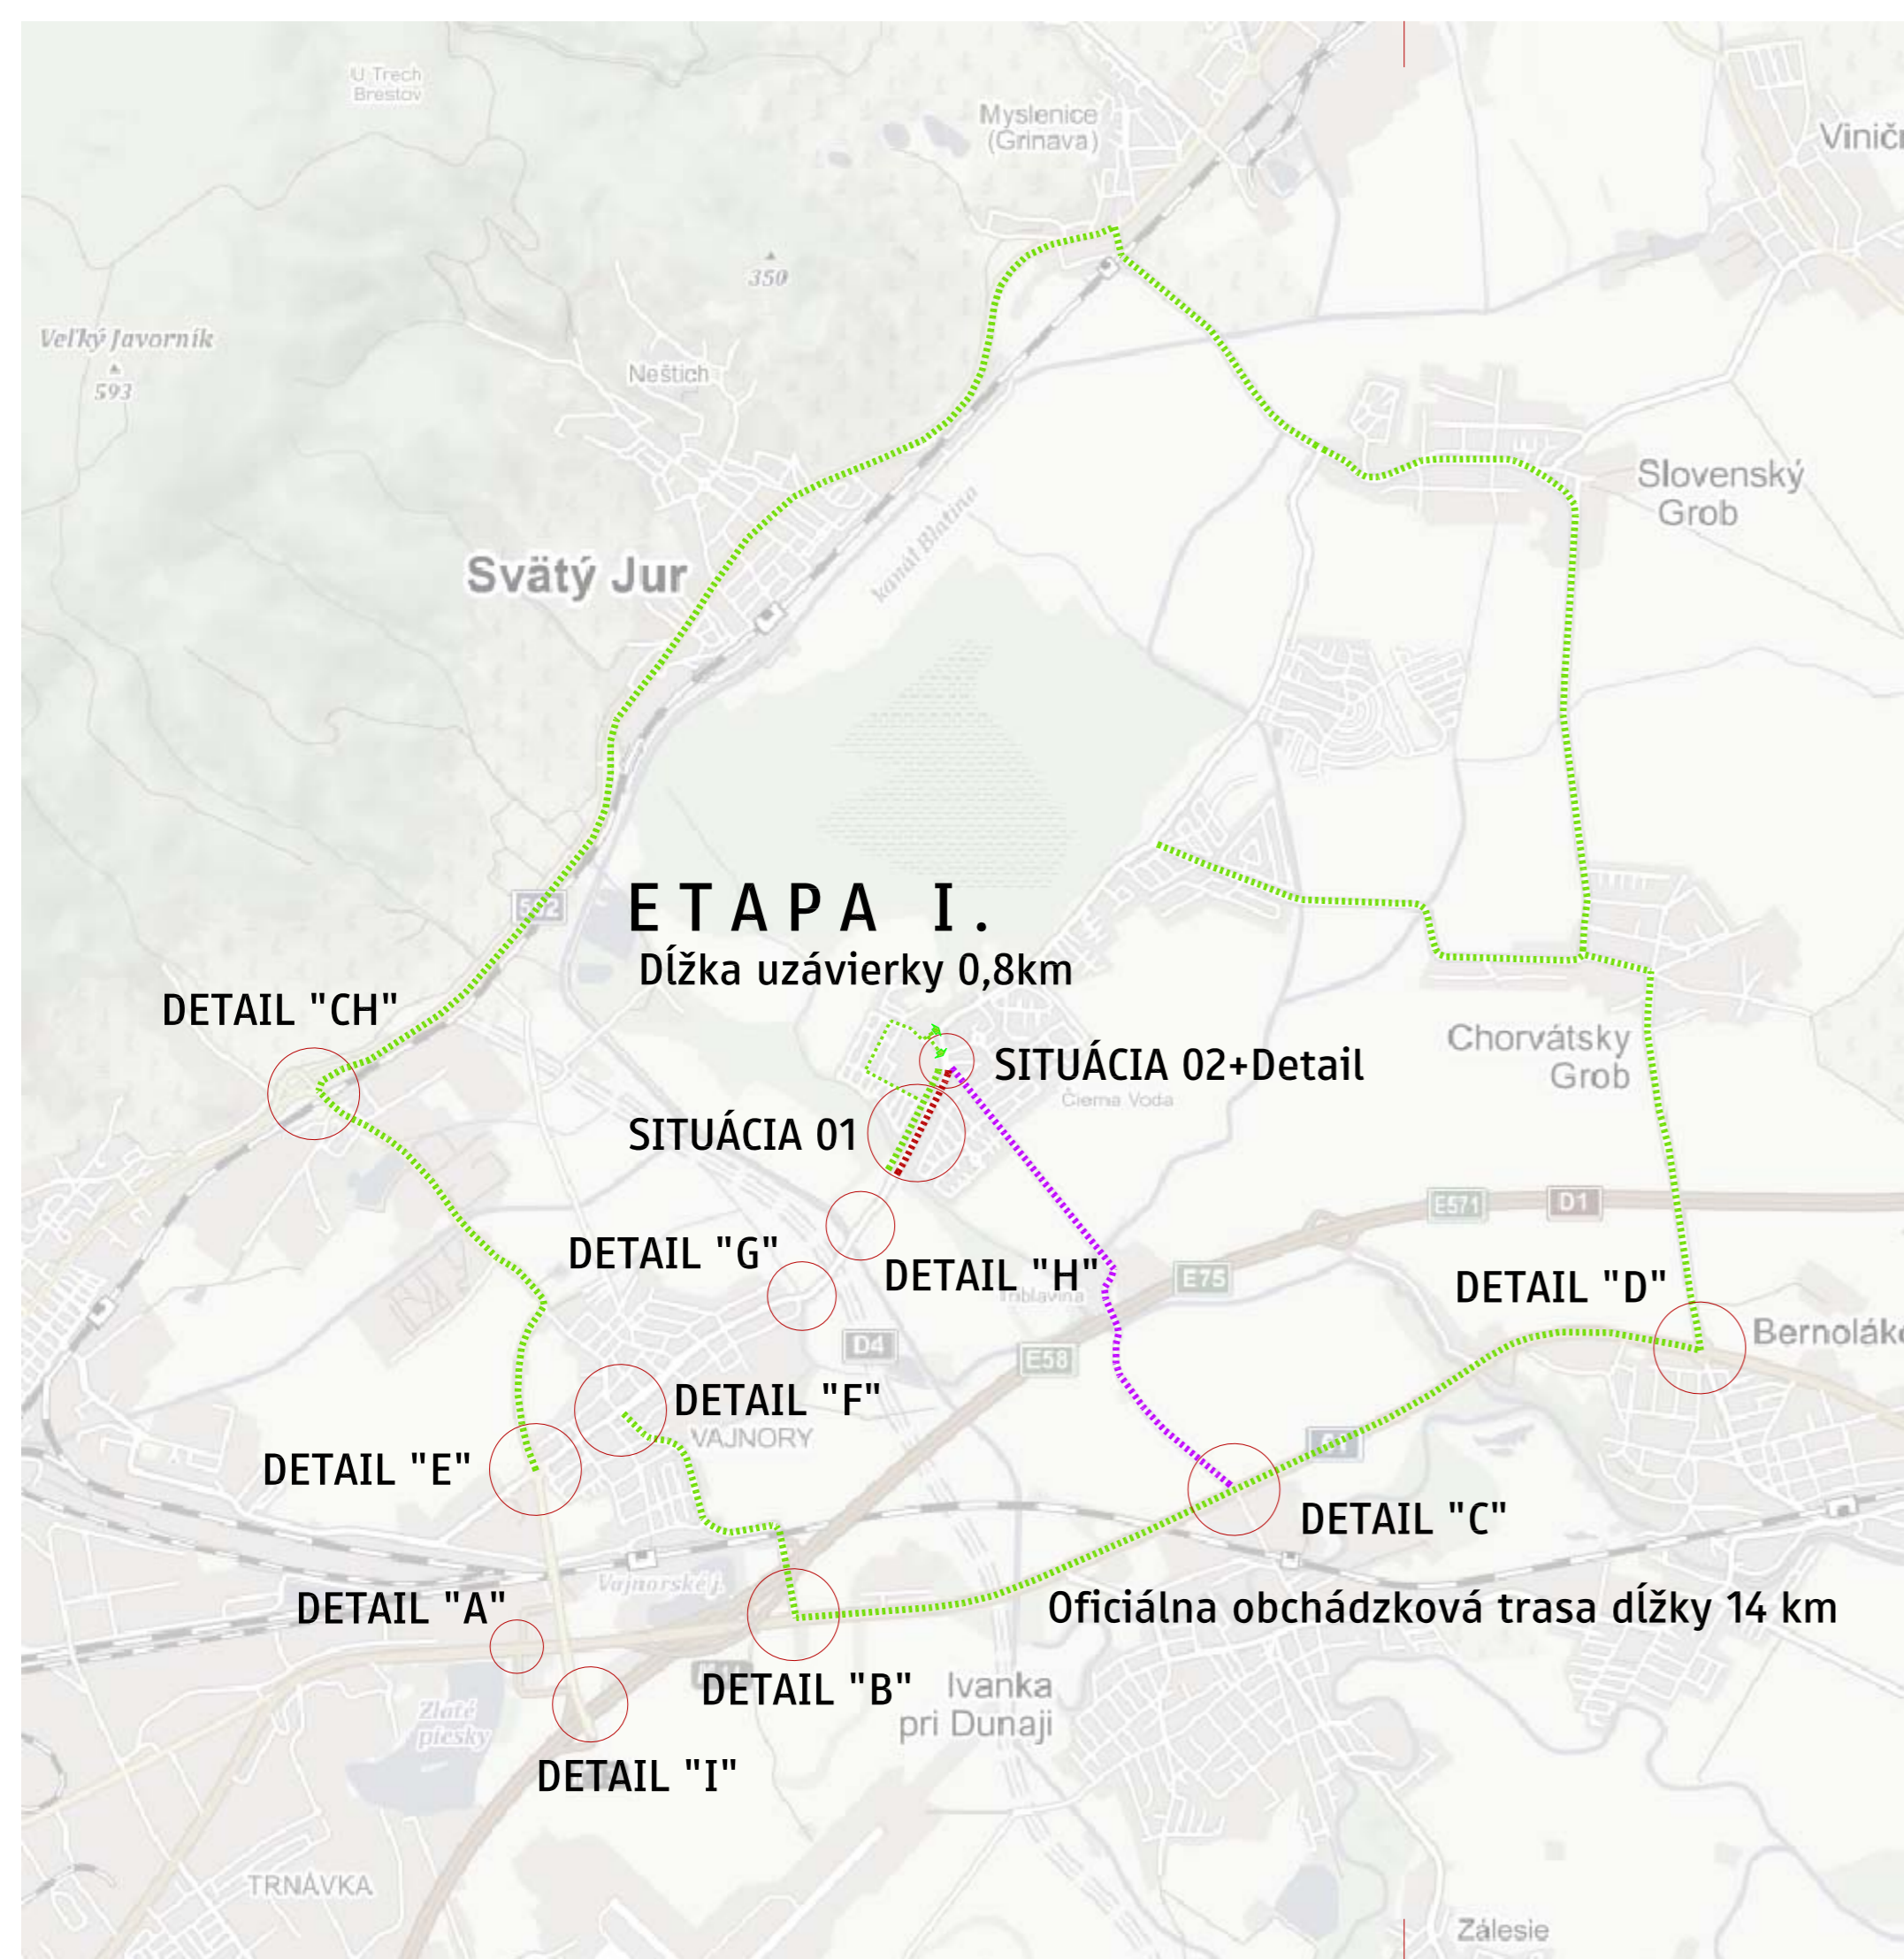 U Trech
Brestov
Myslenice
(Grinava)
350
Veľký Javorník
593
Neštich
Slovenský
Grob
Svätý Jur
kanál Blatina
502
ETAPA I.
Dĺžka uzávierky 0,8km
DETAIL "CH"
SITUÁCIA 02+Detail
Chorvátsky
Grob
Čierna Voda
SITUÁCIA 01
E571
D1
DETAIL "G"
DETAIL "H"
E75
Triblavina
DETAIL "D"
Bernoláko
D4
E58
DETAIL "F"
VAJNORY
DETAIL "E"
DETAIL "C"
Vajnorské j.
DETAIL "A"
Oficiálna obchádzková trasa dĺžky 14 km
DETAIL "B"
Ivanka
pri Dunaji
Zlaté
piesky
DETAIL "I"
TRNÁVKA
Zálesie